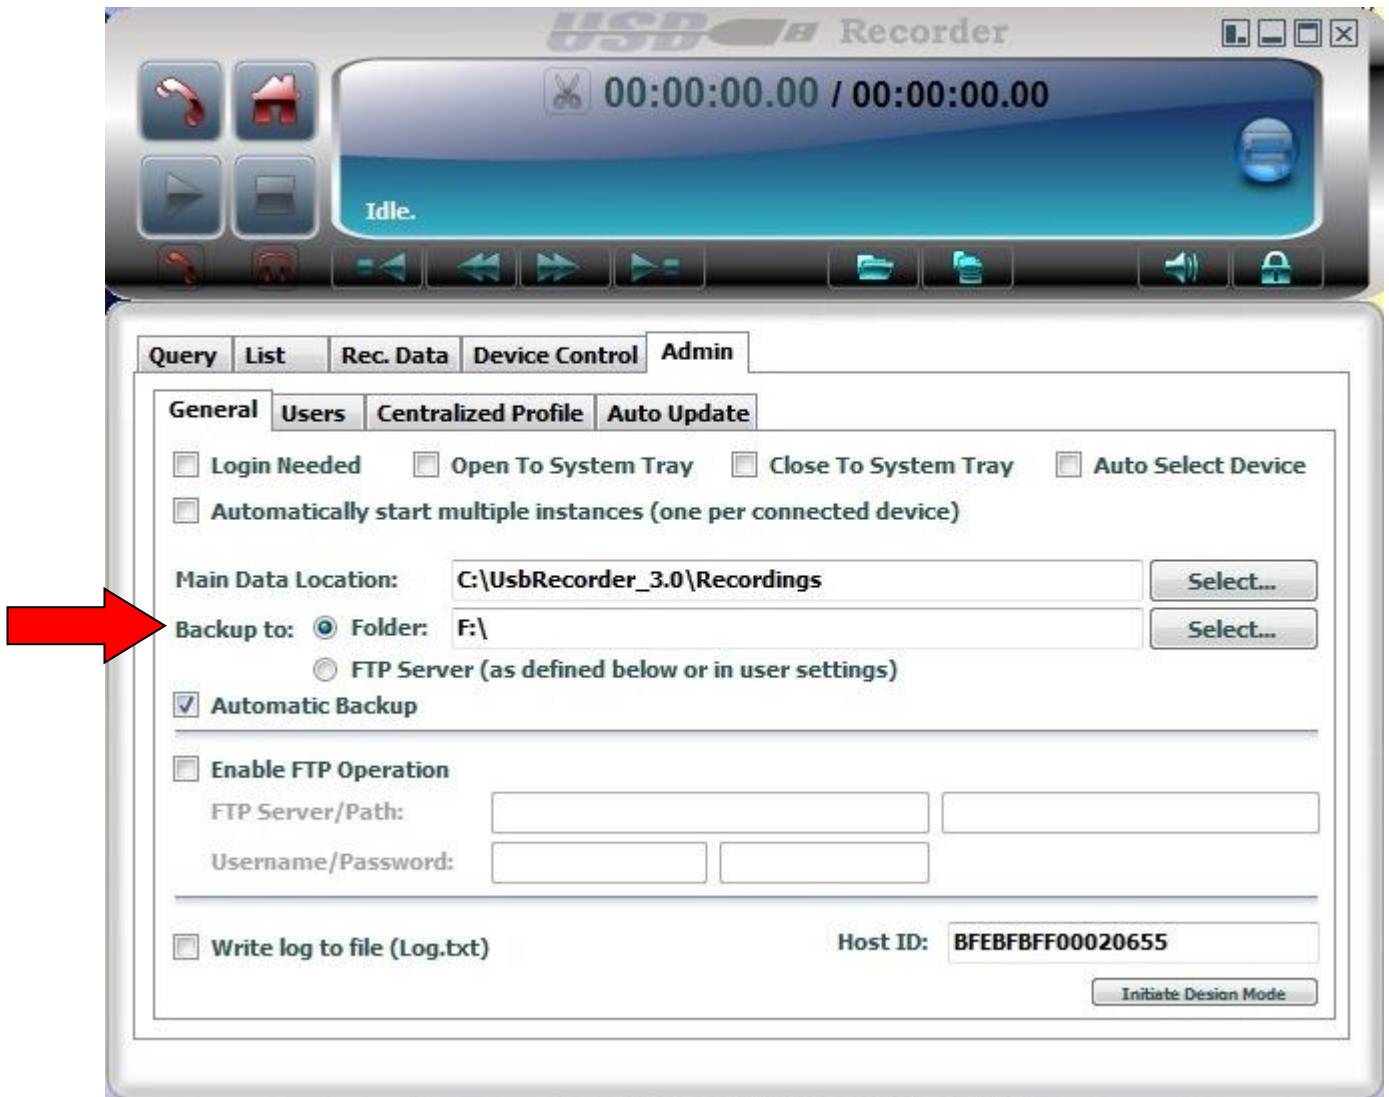 USB Recorder
00:00:00.00 / 00:00:00.00
Idle.
Query List Rec. Data Device Control Admin
General Users Centralized Profile Auto Update
Login Needed Open To System Tray Close To System Tray Auto Select Device
Automatically start multiple instances (one per connected device)
Main Data Location: C:\UsbRecorder_3.0\Recordings Select...
Backup to: Folder: F:\ Select...
FTP Server (as defined below or in user settings)
Automatic Backup
Enable FTP Operation
FTP Server/Path:
Username/Password:
Write log to file (Log.txt) Host ID: BFEBFBFF00020655
Initiate Design Mode